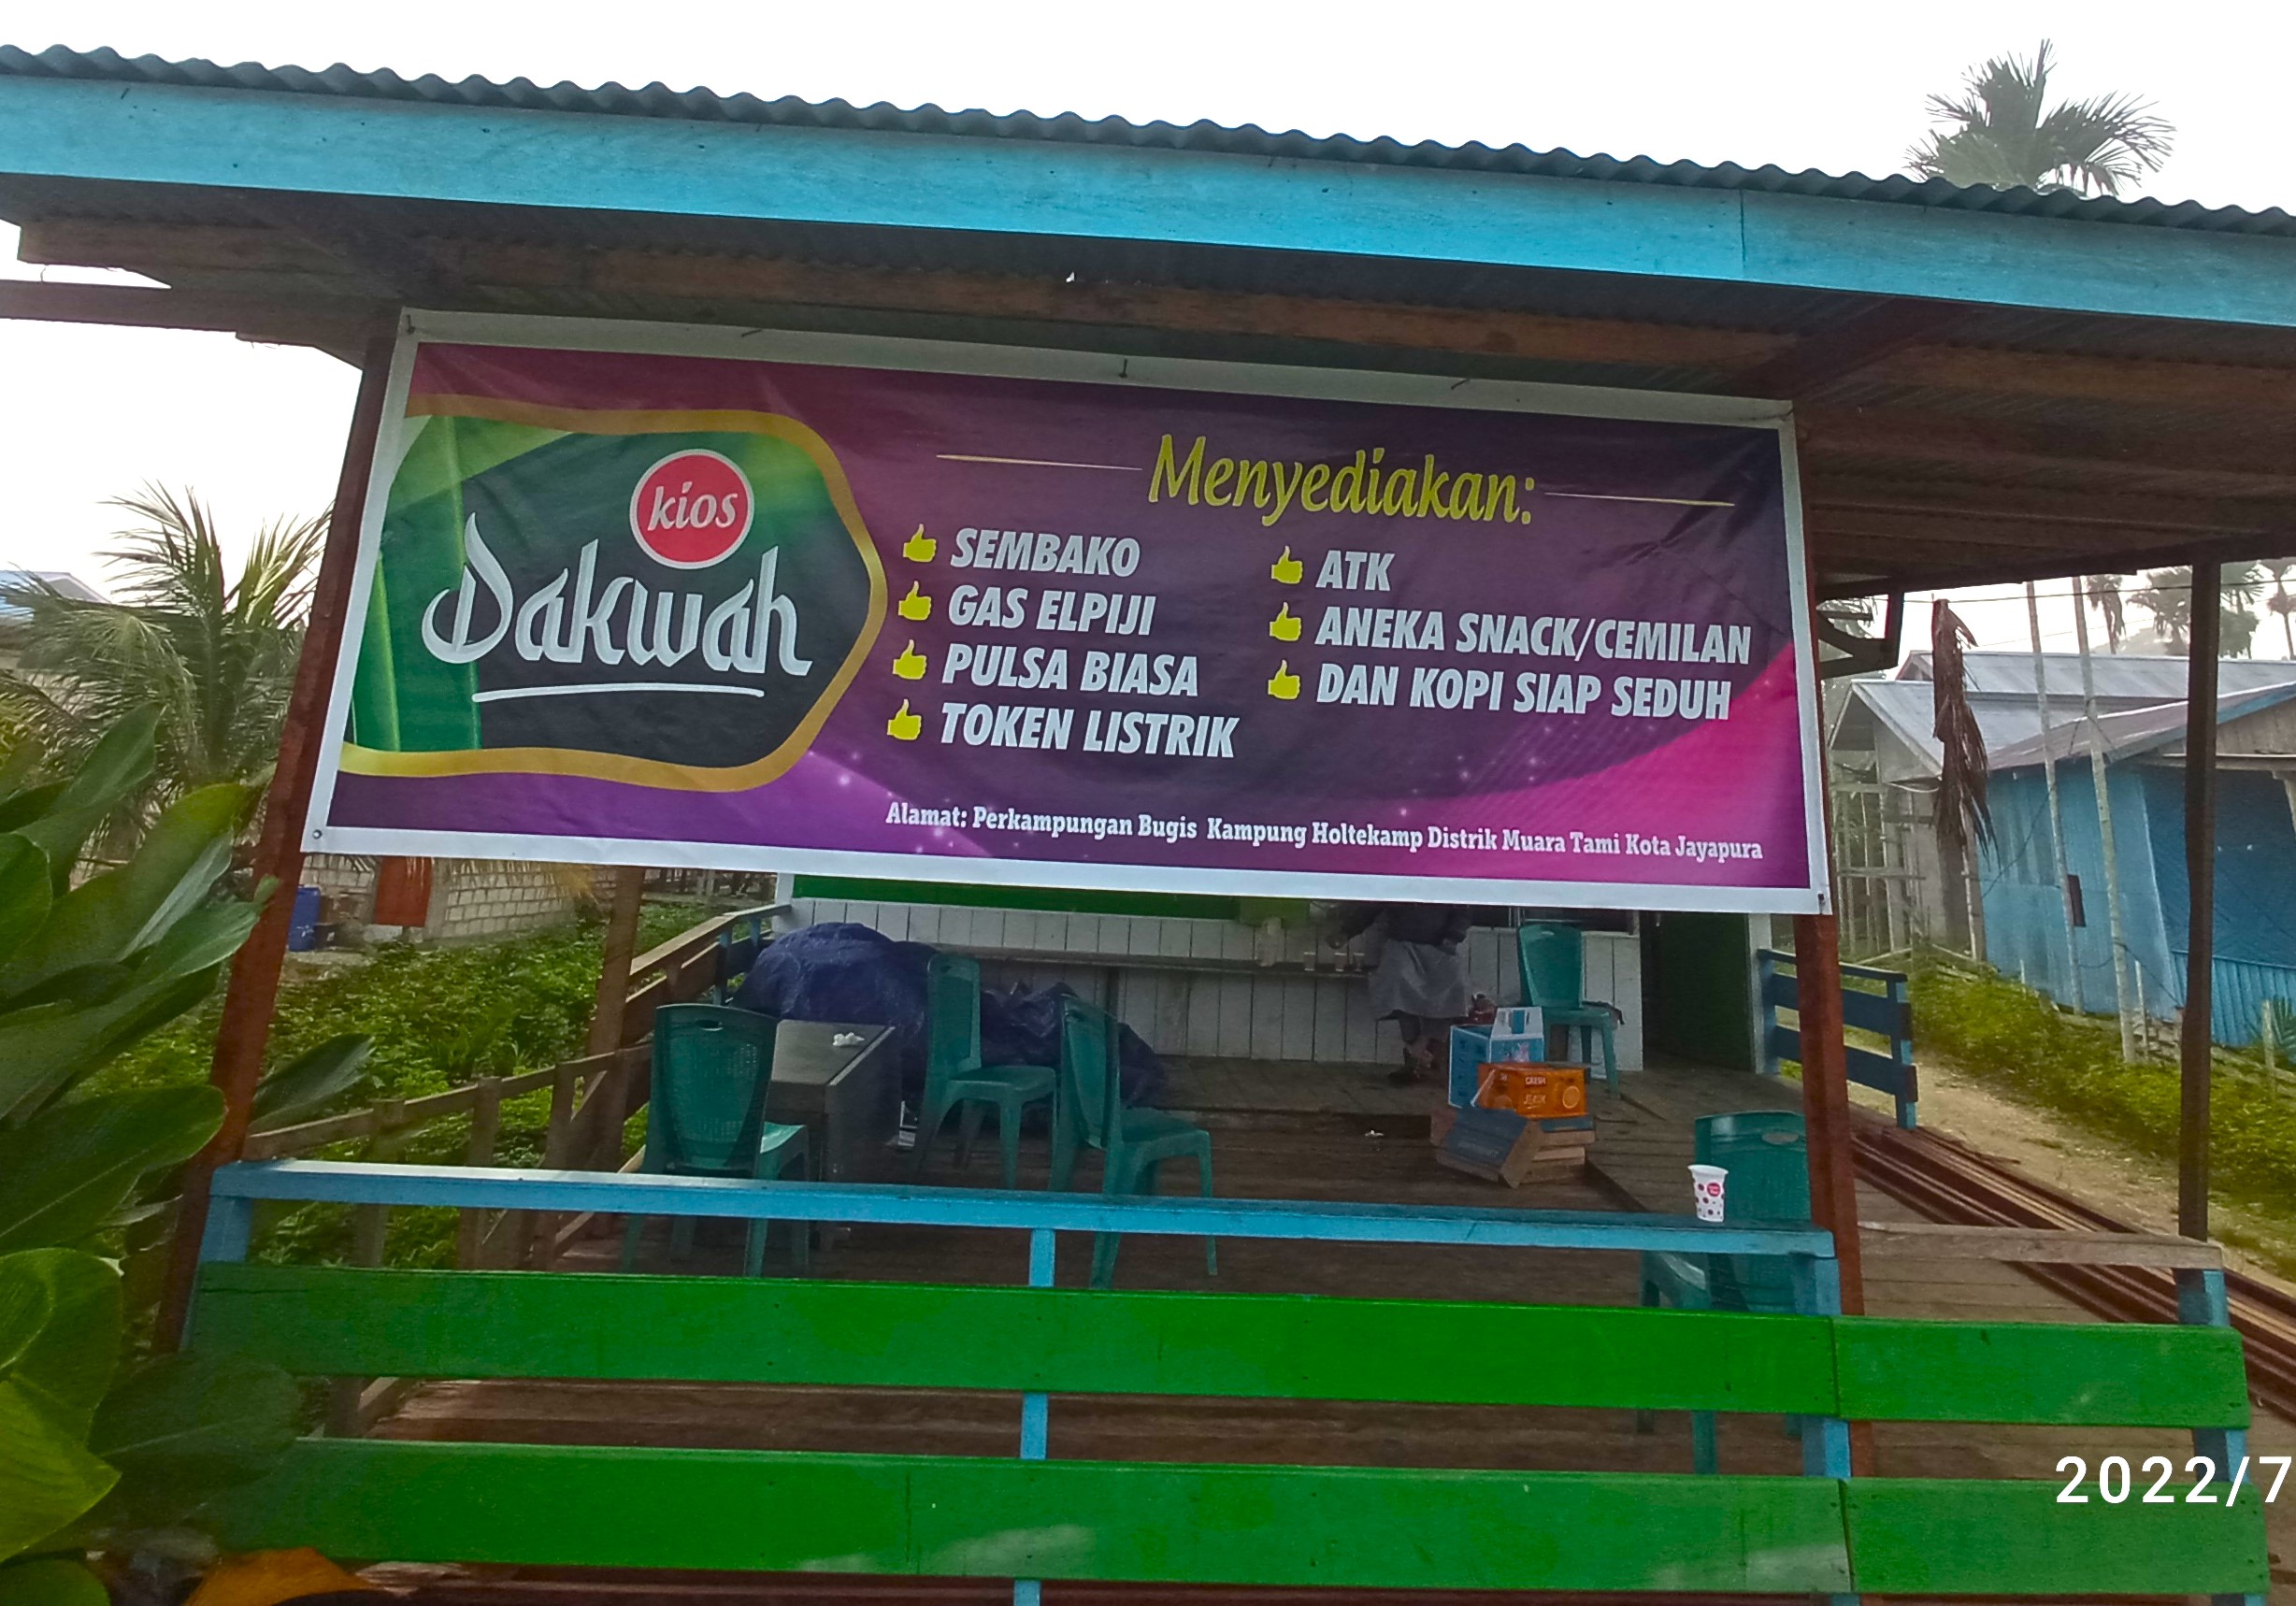 kios
Dakwah
Menyediakan:
SEMBAKO
GAS ELPIJI
PULSA BIASA
TOKEN LISTRIK
ATK
ANEKA SNACK/CEMILAN
DAN KOPI SIAP SEDUH
Alamat: Perkampungan Bugis Kampung Holtekamp Distrik Muara Tami Kota Jayapura
2022/7